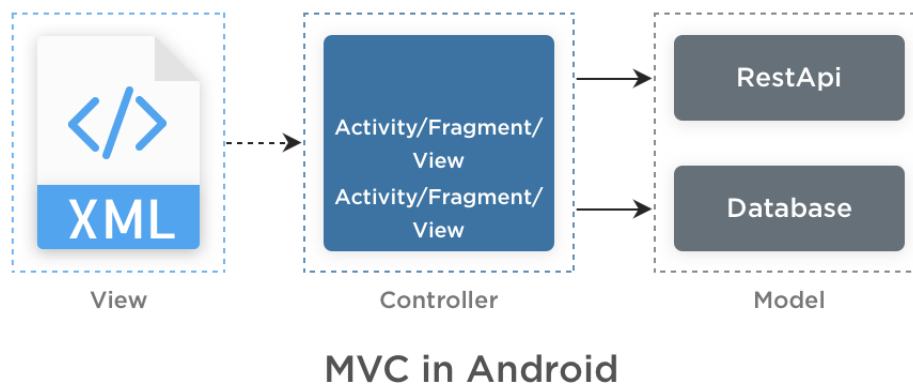 </>
XML
Activity/Fragment/
View
Activity/Fragment/
View
RestApi
Database
View
Controller
Model
MVC in Android